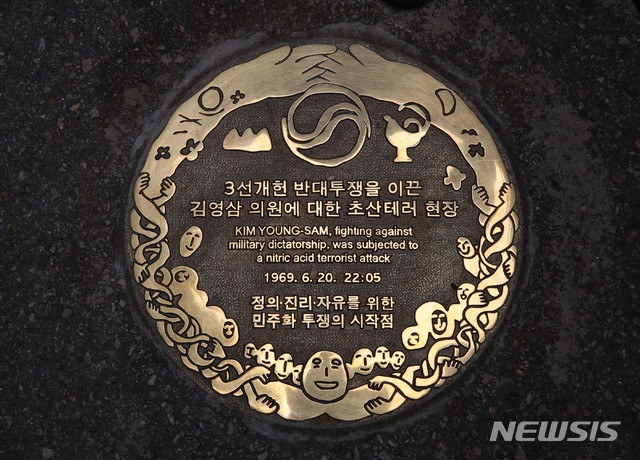 3선개헌 반대투쟁을 이끈
김영삼 의원에 대한 초산테러 현장
KIM YOUNG-SAM, fighting against
military dictatorship, was subjected to
a nitric acid terrorist attack
1969. 6. 20. 22:05
정의·진리·자유를 위한
민주화 투쟁의 시작점
NEWSIS